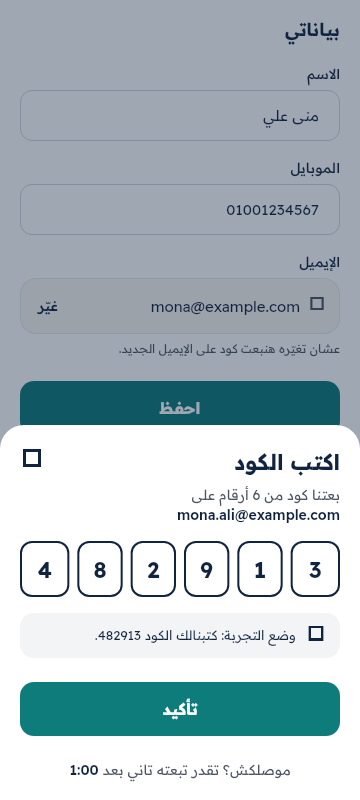 بياناتي
الاسم
منى علي
الموبايل
01001234567
الإيميل
mona@example.com غيّر
عشان تغيّره هنبعت كود على الإيميل الجديد.
احفظ
اكتب الكود
بعتنا كود من 6 أرقام على
mona.ali@example.com
4 8 2 9 1 3
وضع التجربة: كتبنالك الكود 482913.
تأكيد
موصلكش؟ تقدر تبعته تاني بعد 1:00